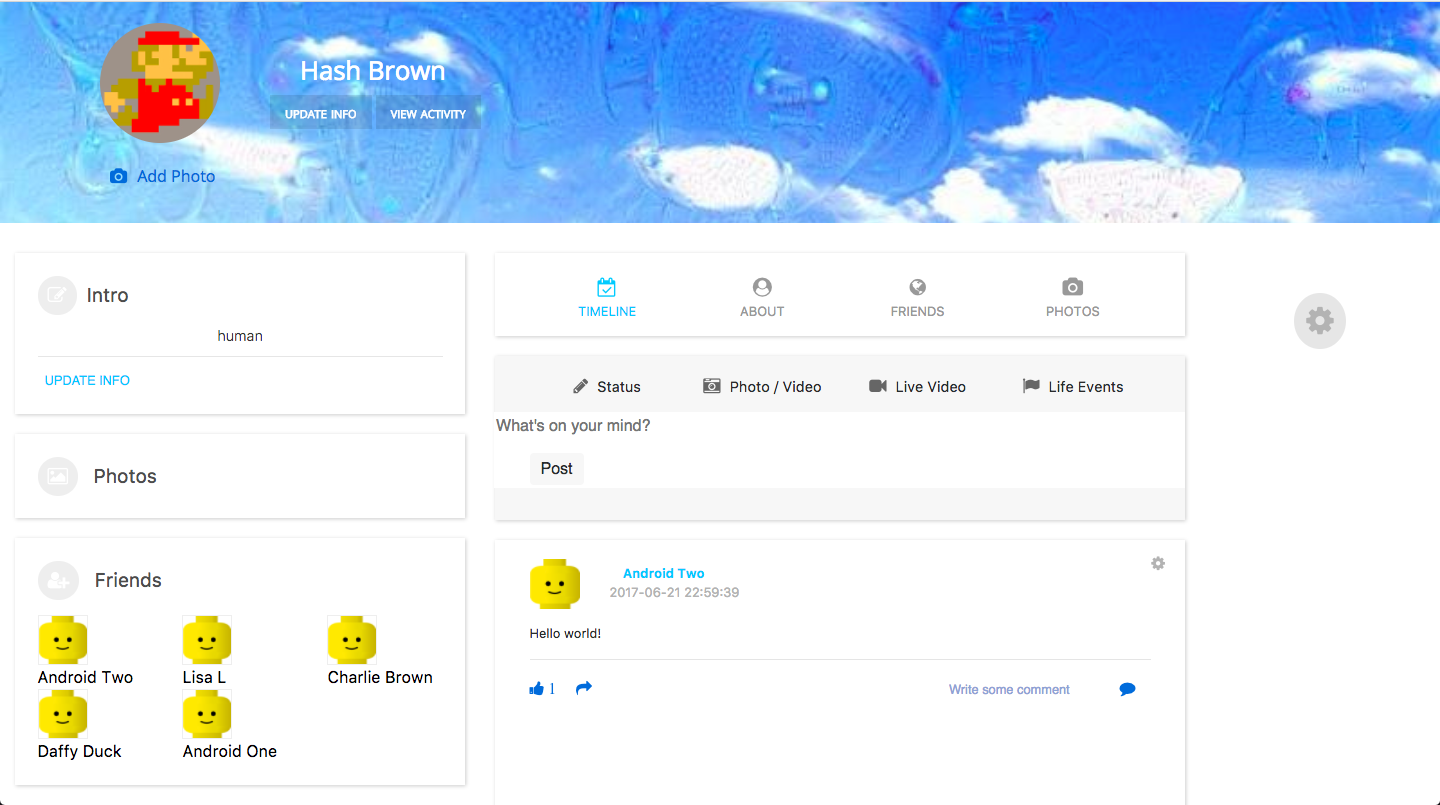 Hash Brown
UPDATE INFO VIEW ACTIVITY
Add Photo
Intro
human
UPDATE INFO
Photos
Friends
Android Two Lisa L Charlie Brown
Daffy Duck Android One
TIMELINE ABOUT FRIENDS PHOTOS
Status Photo / Video Live Video Life Events
What's on your mind?
Post
Android Two
2017-06-21 22:59:39
Hello world!
1 Write some comment